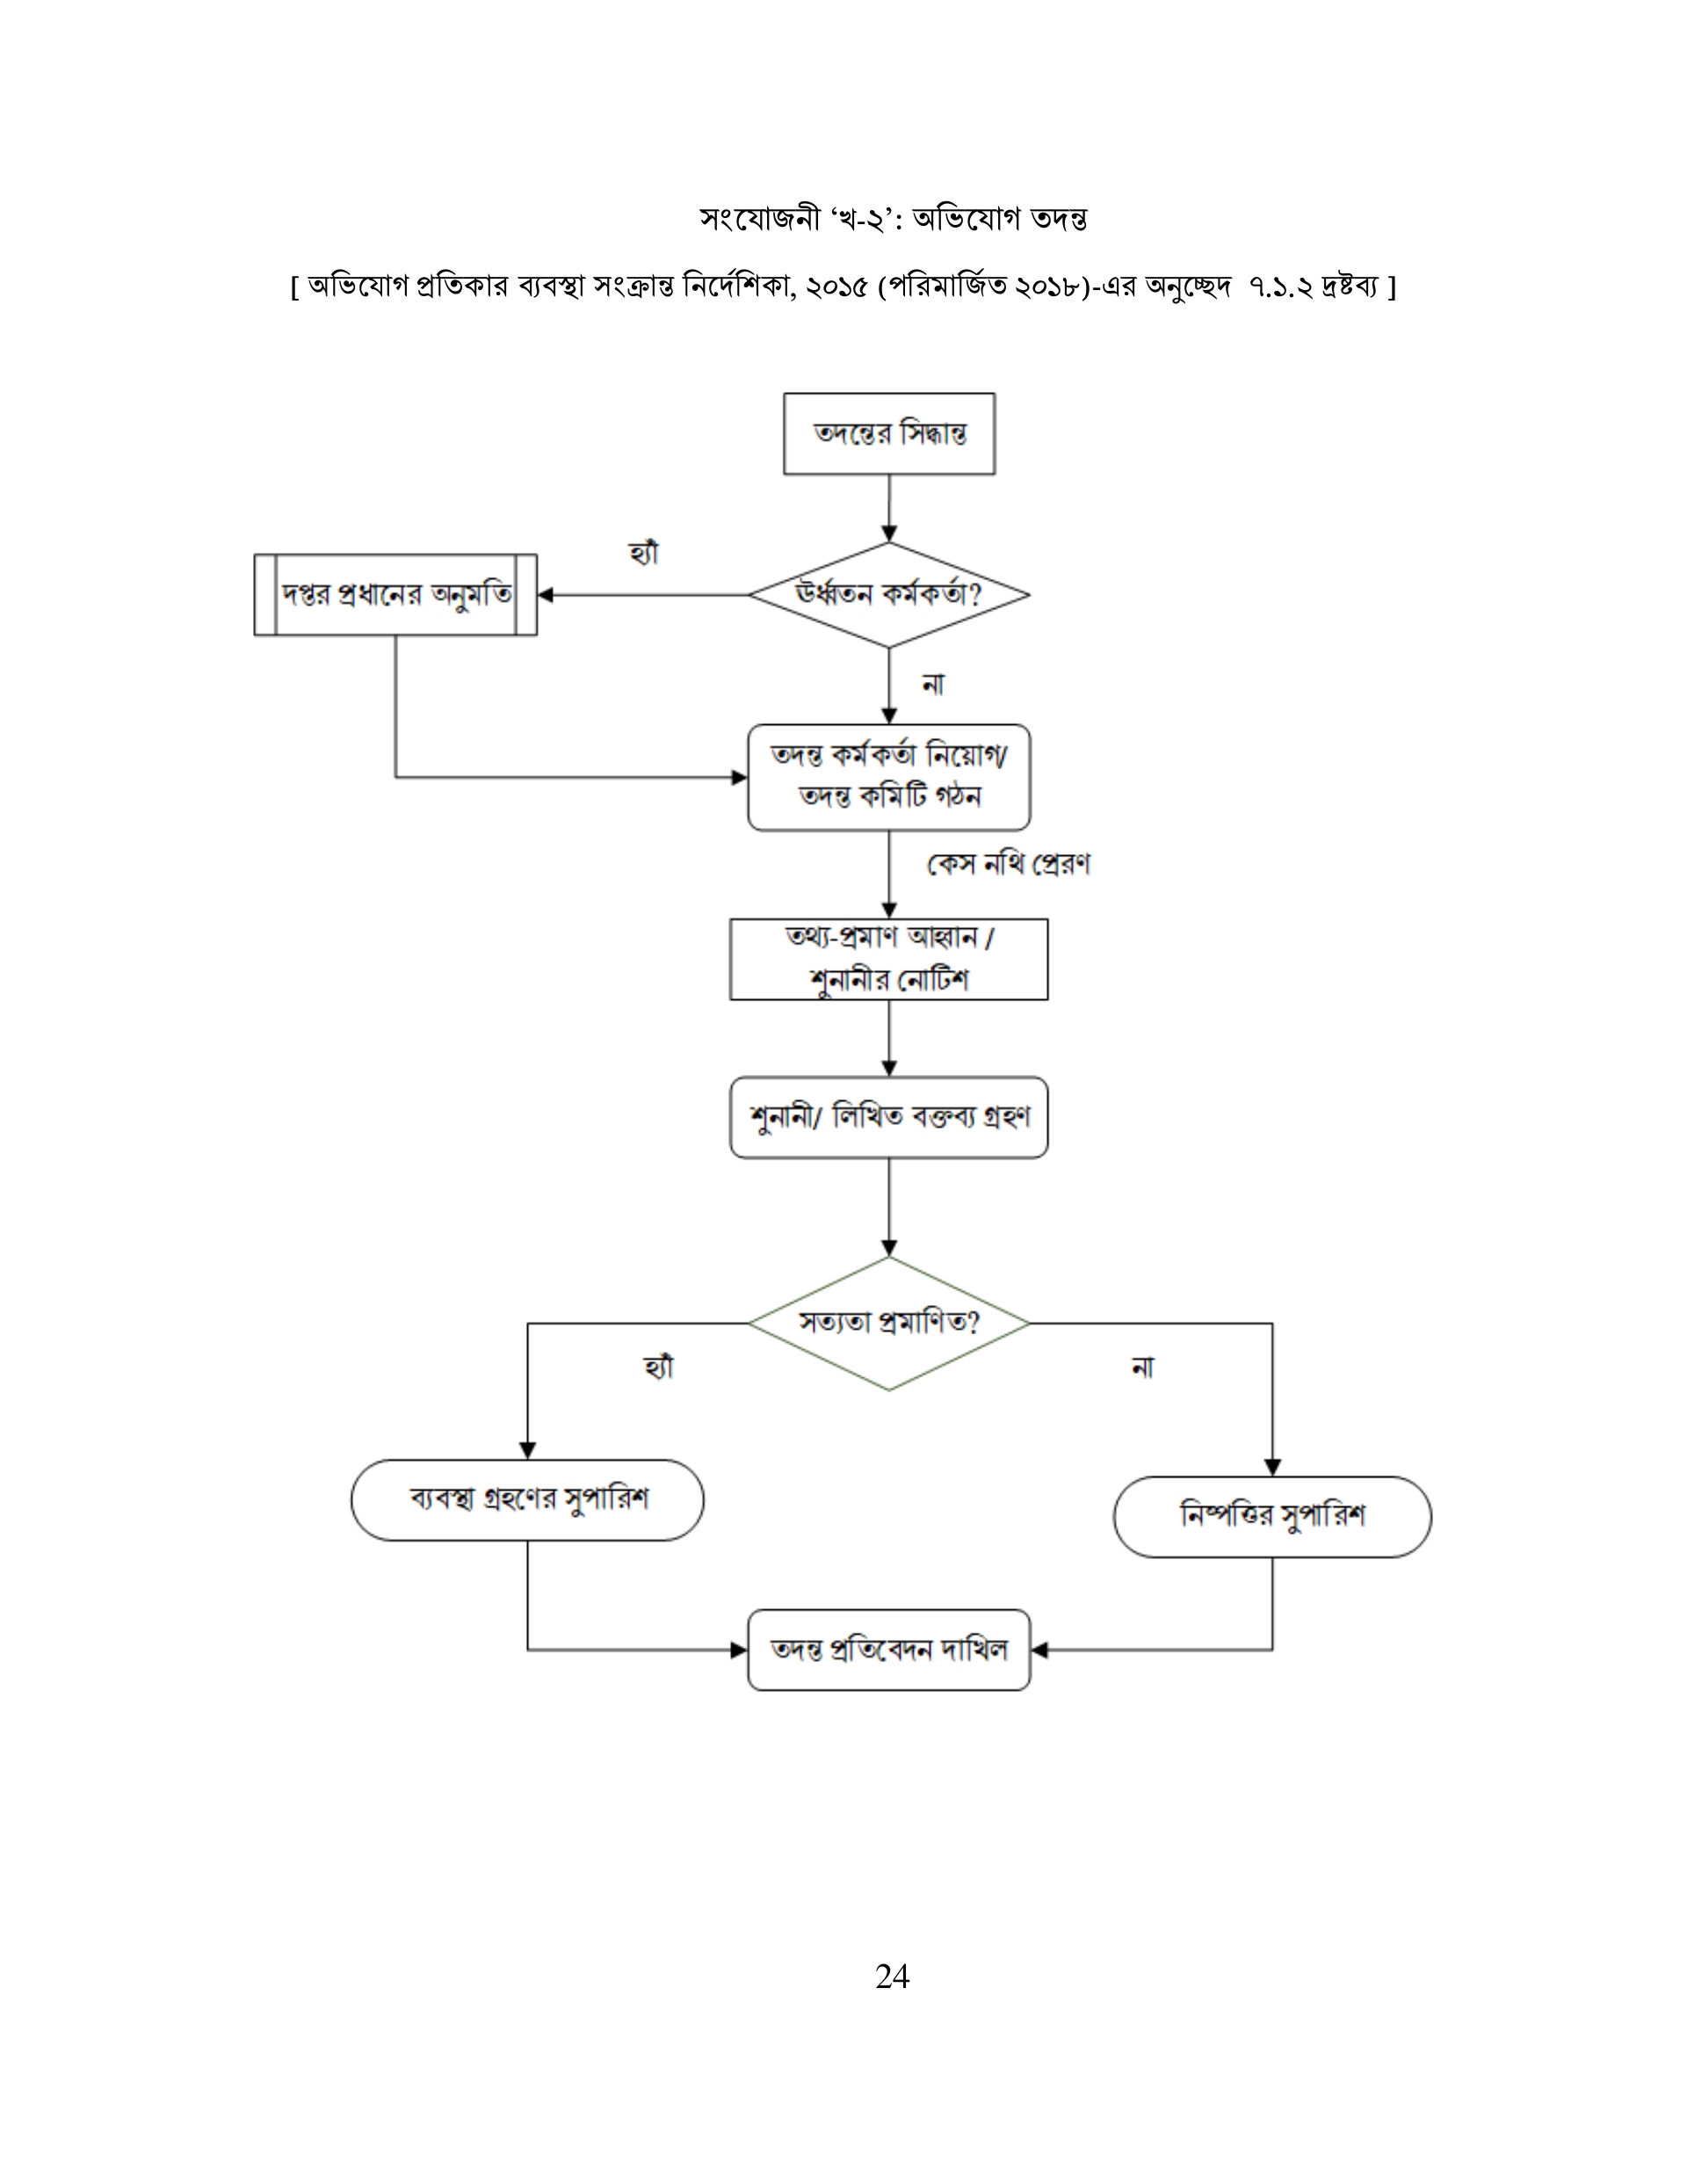 সংযোজনী ‘খ-২’: অভিযোগ তদন্ত
[ অভিযোগ প্রতিকার ব্যবস্থা সংক্রান্ত নির্দেশিকা, ২০১৫ (পরিমার্জিত ২০১৮)-এর অনুচ্ছেদ ৭.১.২ দ্রষ্টব্য ]
তদন্তের সিদ্ধান্ত
হ্যাঁ
দপ্তর প্রধানের অনুমতি
ঊর্ধ্বতন কর্মকর্তা?
না
তদন্ত কর্মকর্তা নিয়োগ/
তদন্ত কমিটি গঠন
কেস নথি প্রেরণ
তথ্য-প্রমাণ আহ্বান /
শুনানীর নোটিশ
শুনানী/ লিখিত বক্তব্য গ্রহণ
সত্যতা প্রমাণিত?
হ্যাঁ
না
ব্যবস্থা গ্রহণের সুপারিশ
নিষ্পত্তির সুপারিশ
তদন্ত প্রতিবেদন দাখিল
24